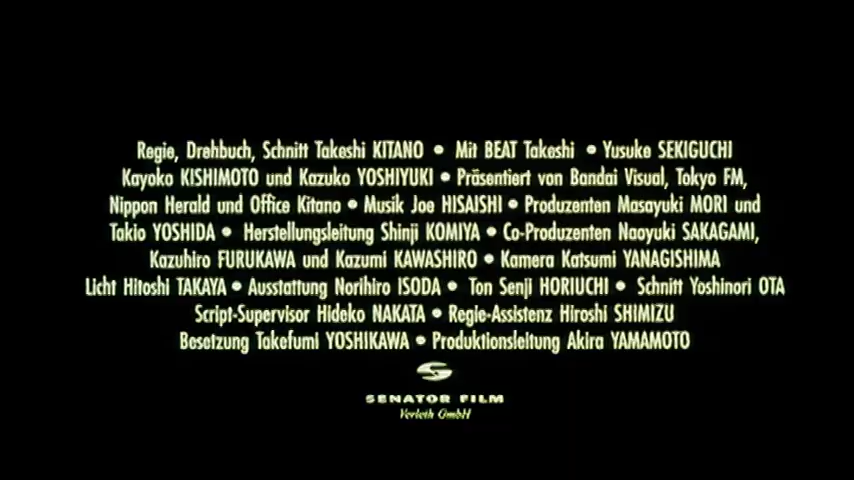 Regie, Drehbuch, Schnitt Takeshi KITANO • Mit BEAT Takeshi • Yusuke SEKIGUCHI
Kayoko KISHIMOTO und Kazuko YOSHIYUKI • Präsentiert von Bandai Visual, Tokyo FM,
Nippon Herald und Office Kitano • Musik Joe HISAISHI • Produzenten Masayuki MORI und
Takio YOSHIDA • Herstellungsleitung Shinji KOMIYA • Co-Produzenten Naoyuki SAKAGAMI,
Kazuhiro FURUKAWA und Kazumi KAWASHIRO • Kamera Katsumi YANAGISHIMA
Licht Hitoshi TAKAYA • Ausstattung Norihiro ISODA • Ton Senji HORIUCHI • Schnitt Yoshinori OTA
Script-Supervisor Hideko NAKATA • Regie-Assistenz Hiroshi SHIMIZU
Besetzung Takefumi YOSHIKAWA • Produktionsleitung Akira YAMAMOTO
SENATOR FILM
Verleih GmbH